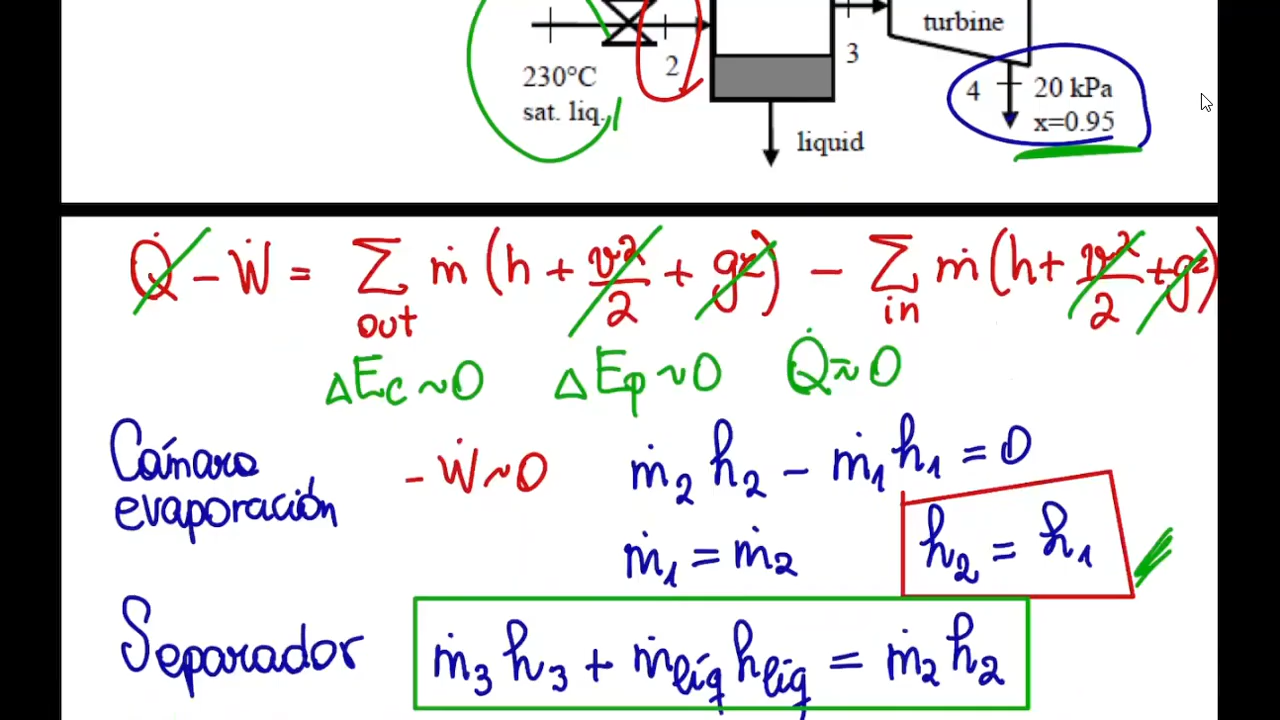 turbine
3
2
230°C
sat. liq.
4 20 kPa
x=0.95
liquid
Q̇ - Ẇ = Σ out ṁ (h + v²/2 + gz) - Σ in ṁ (h + v²/2 + gz)
ΔEc ~ 0 ΔEp ~ 0 Q̇ ≈ 0
Cámara evaporación - Ẇ ~ 0 ṁ₂ h₂ - ṁ₁ h₁ = 0
ṁ₁ = ṁ₂ h₂ = h₁
Separador ṁ₃ h₃ + ṁlíq hlíq = ṁ₂ h₂